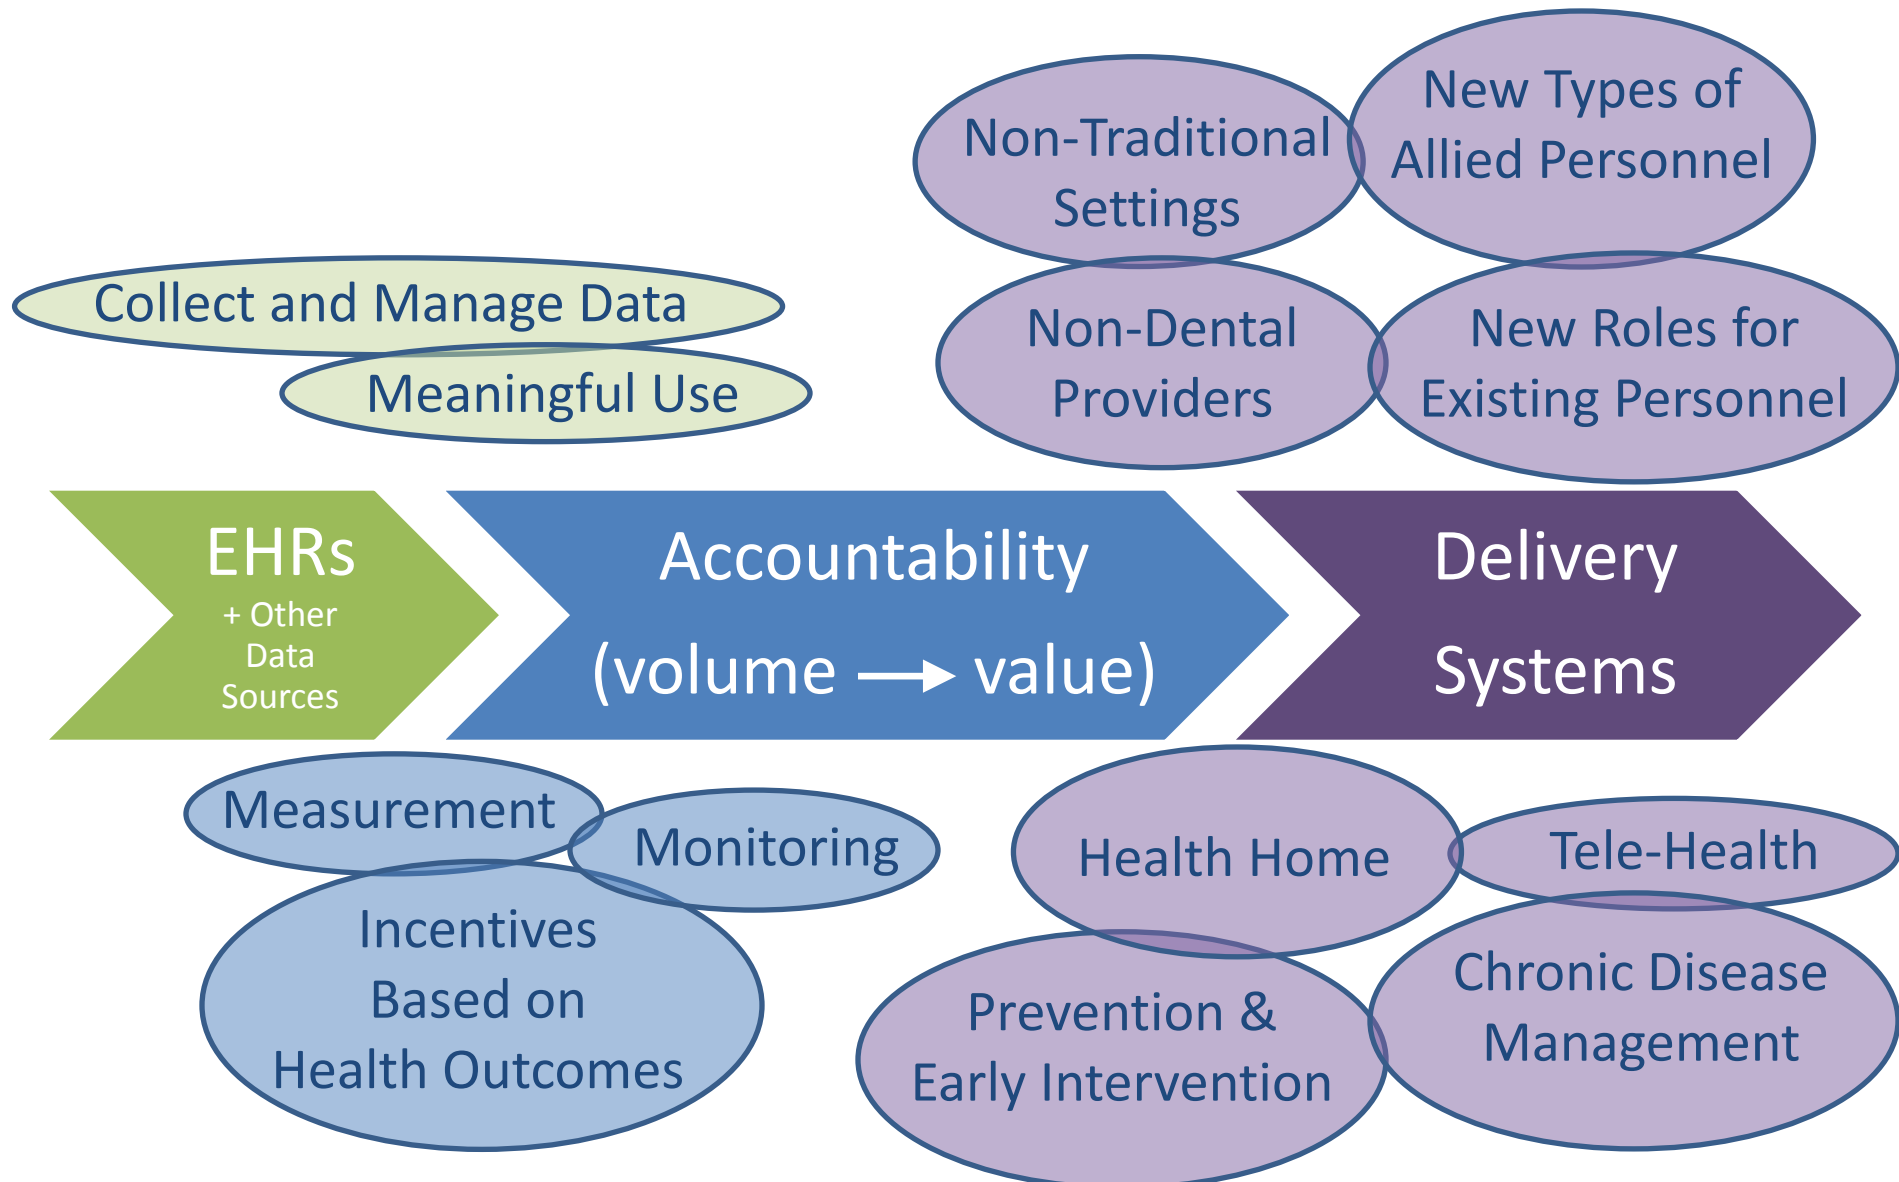 New Types of
Allied Personnel
Non-Traditional
Settings
Collect and Manage Data
Meaningful Use
Non-Dental
Providers
New Roles for
Existing Personnel
EHRs
+ Other
Data
Sources
Accountability
(volume → value)
Delivery
Systems
Measurement
Monitoring
Incentives
Based on
Health Outcomes
Health Home
Tele-Health
Prevention &
Early Intervention
Chronic Disease
Management